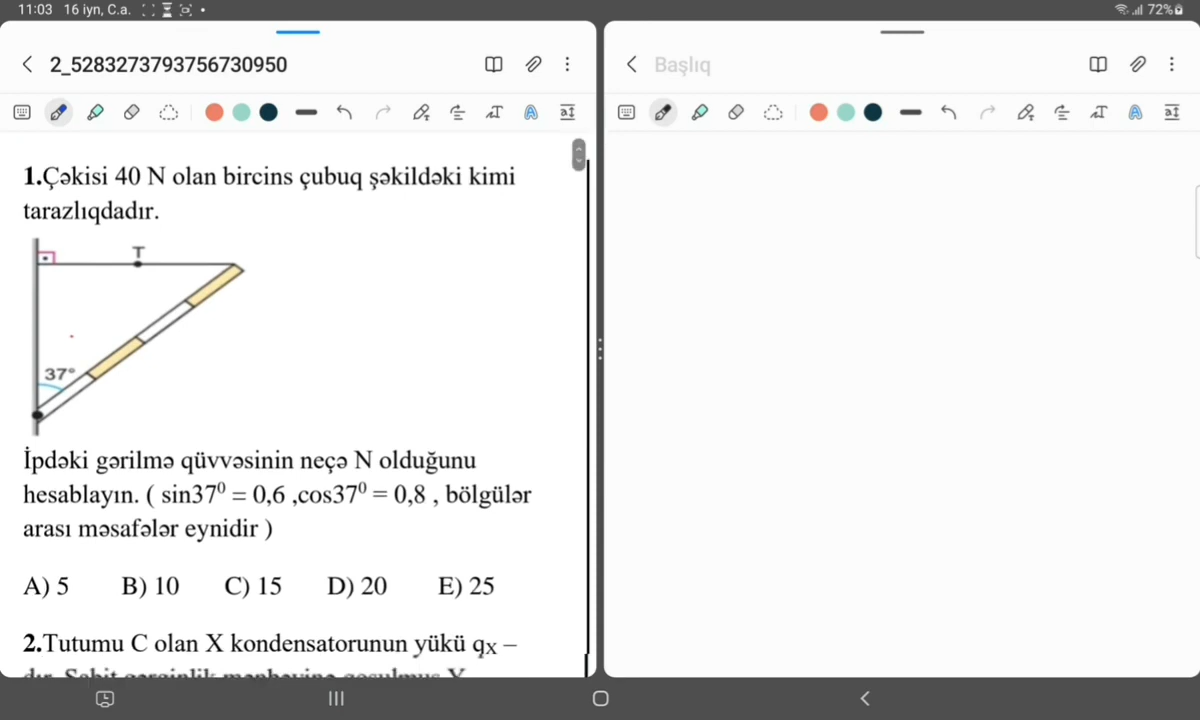 11:03 16 iyn, C.a.
72%
2_5283273793756730950
Başlıq
1.Çəkisi 40 N olan bircins çubuq şəkildəki kimi
tarazlıqdadır.
T
37°
İpdəki gərilmə qüvvəsinin neçə N olduğunu
hesablayın. ( sin37⁰ = 0,6 ,cos37⁰ = 0,8 , bölgülər
arası məsafələr eynidir )
A) 5 B) 10 C) 15 D) 20 E) 25
2.Tutumu C olan X kondensatorunun yükü qX –